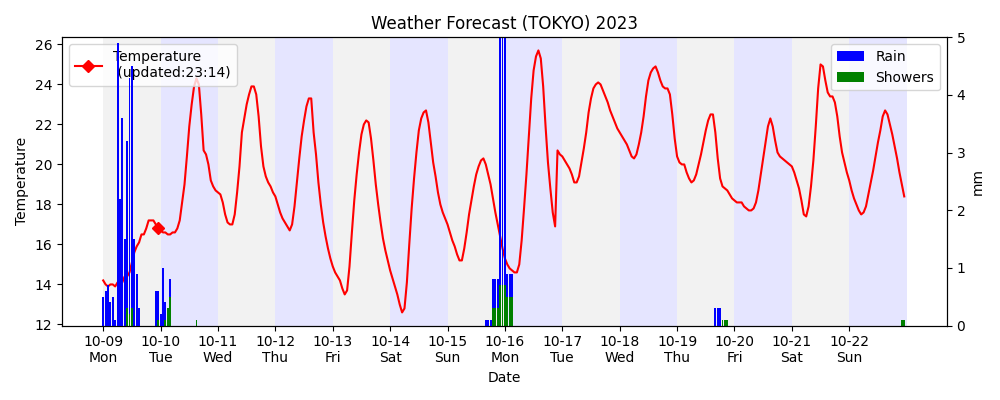 Weather Forecast (TOKYO) 2023
Temperature
(updated:23:14)
Rain
Showers
Temperature
26
24
22
20
18
16
14
12
5
4
3
2
1
0
mm
10-09 10-10 10-11 10-12 10-13 10-14 10-15 10-16 10-17 10-18 10-19 10-20 10-21 10-22
Mon Tue Wed Thu Fri Sat Sun Mon Tue Wed Thu Fri Sat Sun
Date